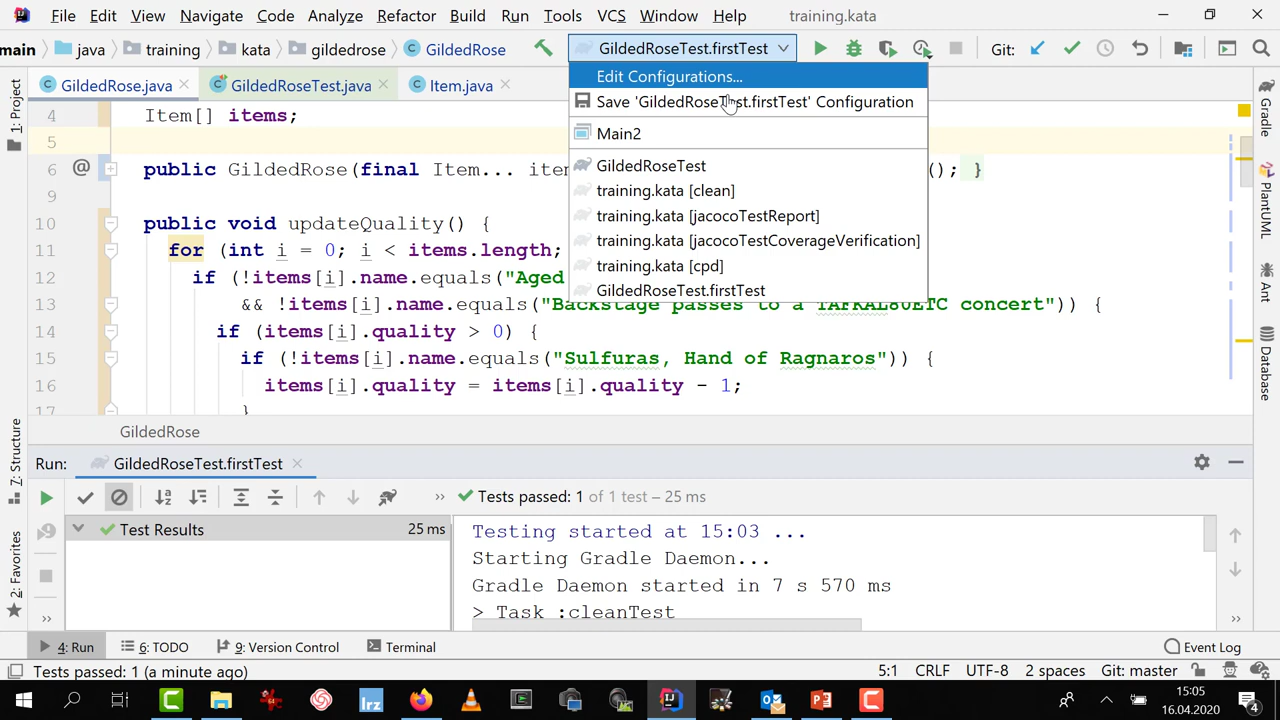 File Edit View Navigate Code Analyze Refactor Build Run Tools VCS Window Help training.kata
main java training kata gildedrose GildedRose GildedRoseTest.firstTest Git:
GildedRose.java GildedRoseTest.java Item.java
Edit Configurations...
Save 'GildedRoseTest.firstTest' Configuration
Main2
GildedRoseTest
training.kata [clean]
training.kata [jacocoTestReport]
training.kata [jacocoTestCoverageVerification]
training.kata [cpd]
GildedRoseTest.firstTest
4 Item[] items;
5
6 @ public GildedRose(final Item... (); }
9
10 public void updateQuality() {
11 for (int i = 0; i < items.length;
12 if (!items[i].name.equals("Aged
13 && !items[i].name.equals("Backstage passes to a TAFKAL80ETC concert")) {
14 if (items[i].quality > 0) {
15 if (!items[i].name.equals("Sulfuras, Hand of Ragnaros")) {
16 items[i].quality = items[i].quality - 1;
17 }
GildedRose
1: Project
7: Structure
2: Favorites
Gradle
PlantUML
Ant
Database
Run: GildedRoseTest.firstTest
Tests passed: 1 of 1 test – 25 ms
Test Results 25 ms
Testing started at 15:03 ...
Starting Gradle Daemon...
Gradle Daemon started in 7 s 570 ms
> Task :cleanTest
4: Run 6: TODO 9: Version Control Terminal Event Log
Tests passed: 1 (a minute ago) 5:1 CRLF UTF-8 2 spaces Git: master
lrz
15:05
16.04.2020
4